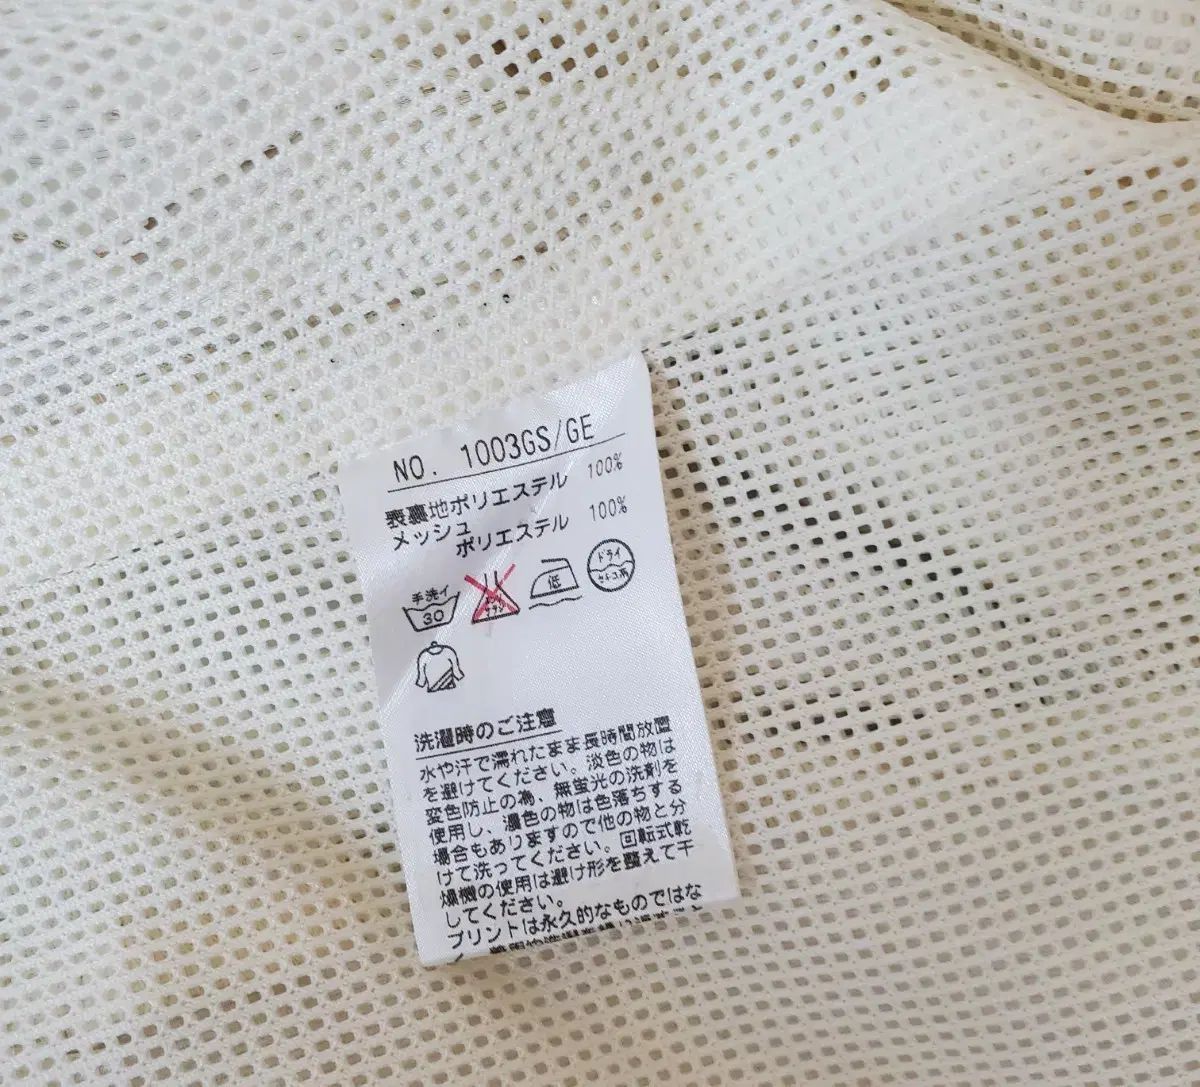 NO. 1003GS/GE
表裏地ポリエステル 100%
メッシュ
ポリエステル 100%
手洗イ
30
低
ドライ
セキユ系
洗濯時のご注意
水や汗で濡れたまま長時間放置
を避けてください。淡色の物は
変色防止の為、無蛍光の洗剤を
使用し、濃色の物は色落ちする
場合もありますので他の物と分
けて洗ってください。回転式乾
燥機の使用は避け形を整えて干
してください。
プリントは永久的なものではな